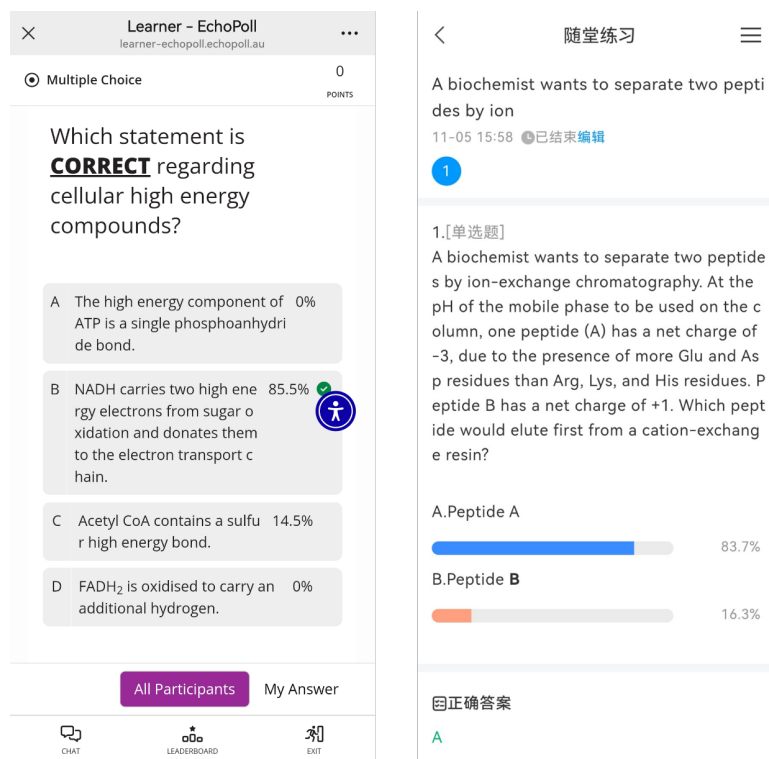 Learner – EchoPoll
learner-echopoll.echopoll.au
Multiple Choice
0
POINTS
Which statement is
CORRECT regarding
cellular high energy
compounds?
A The high energy component of 0%
ATP is a single phosphoanhydri
de bond.
B NADH carries two high ene 85.5%
rgy electrons from sugar o
xidation and donates them
to the electron transport c
hain.
C Acetyl CoA contains a sulfu 14.5%
r high energy bond.
D FADH₂ is oxidised to carry an 0%
additional hydrogen.
All Participants My Answer
CHAT LEADERBOARD EXIT
随堂练习
A biochemist wants to separate two pepti
des by ion
11-05 15:58 已结束编辑
1
1.[单选题]
A biochemist wants to separate two peptide
s by ion-exchange chromatography. At the
pH of the mobile phase to be used on the c
olumn, one peptide (A) has a net charge of
-3, due to the presence of more Glu and As
p residues than Arg, Lys, and His residues. P
eptide B has a net charge of +1. Which pept
ide would elute first from a cation-exchang
e resin?
A.Peptide A
83.7%
B.Peptide B
16.3%
正确答案
A